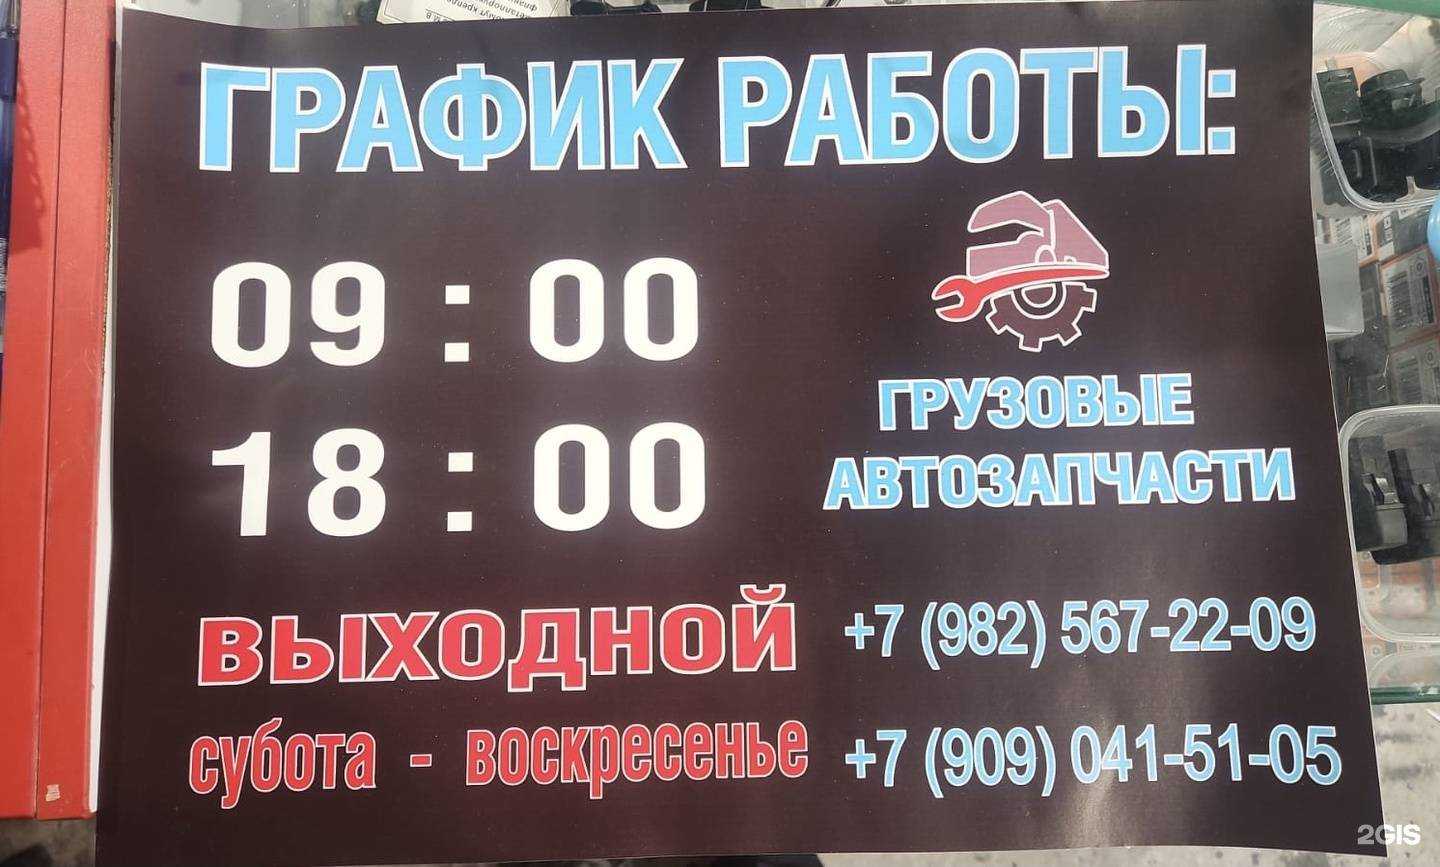 ГРАФИК РАБОТЫ:
09 : 00
18 : 00
ГРУЗОВЫЕ
АВТОЗАПЧАСТИ
ВЫХОДНОЙ
суббота - воскресенье
+7 (982) 567-22-09
+7 (909) 041-51-05
2GIS